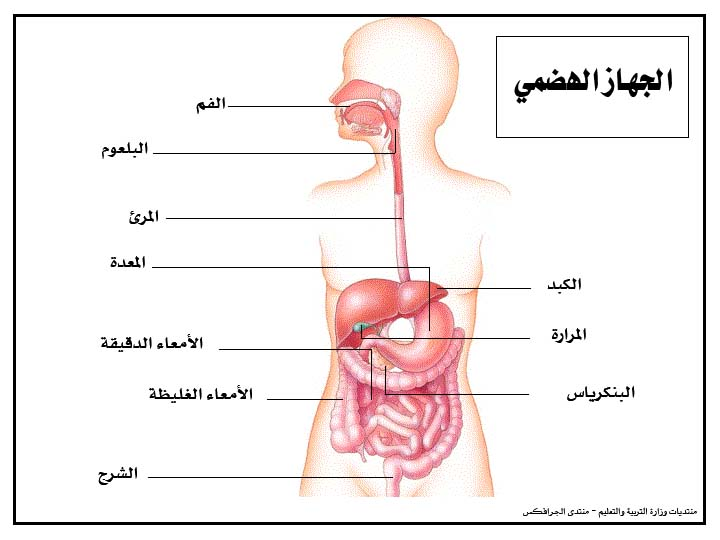 الجهاز الهضمي
الفم
البلعوم
المرئ
المعدة
الكبد
المرارة
الأمعاء الدقيقة
البنكرياس
الأمعاء الغليظة
الشرج
منتديات وزارة التربية والتعليم - منتدى الجرافكس